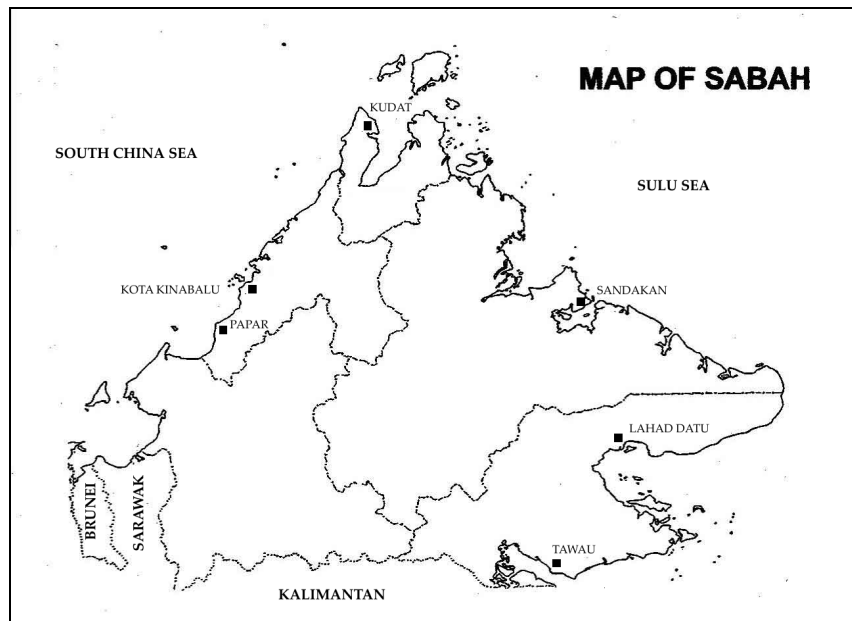 MAP OF SABAH
KUDAT
SOUTH CHINA SEA
SULU SEA
KOTA KINABALU
SANDAKAN
PAPAR
LAHAD DATU
BRUNEI
SARAWAK
TAWAU
KALIMANTAN